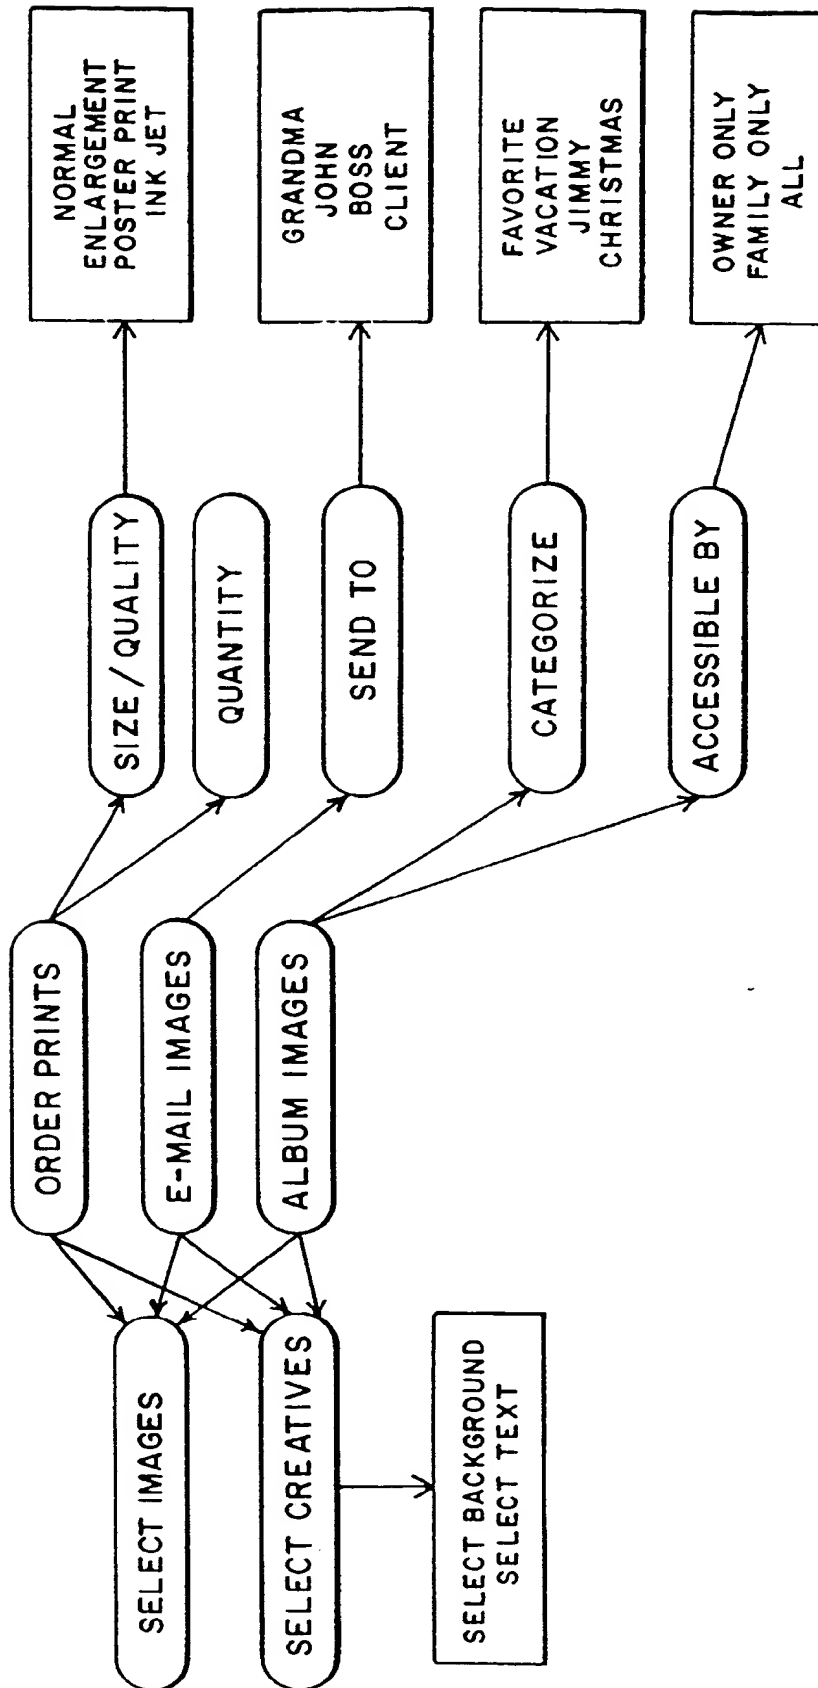 SELECT IMAGES
SELECT CREATIVES
SELECT BACKGROUND
SELECT TEXT
ORDER PRINTS
E-MAIL IMAGES
ALBUM IMAGES
SIZE / QUALITY
QUANTITY
SEND TO
CATEGORIZE
ACCESSIBLE BY
NORMAL
ENLARGEMENT
POSTER PRINT
INK JET
GRANDMA
JOHN
BOSS
CLIENT
FAVORITE
VACATION
JIMMY
CHRISTMAS
OWNER ONLY
FAMILY ONLY
ALL